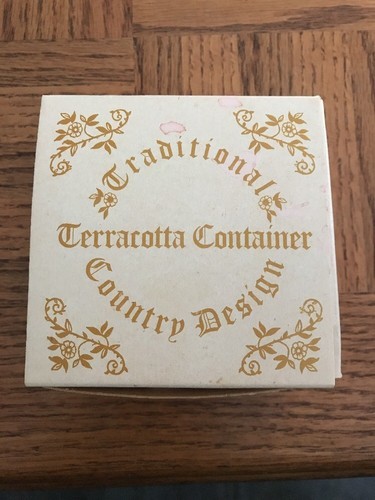 Traditional
Terracotta Container
Country Design